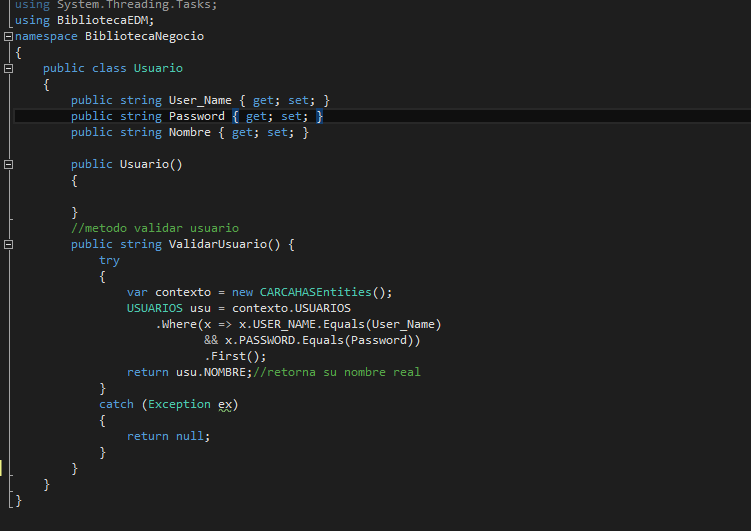 using System.Threading.Tasks;
using BibliotecaEDM;
namespace BibliotecaNegocio
{
    public class Usuario
    {
        public string User_Name { get; set; }
        public string Password { get; set; }
        public string Nombre { get; set; }

        public Usuario()
        {

        }
        //metodo validar usuario
        public string ValidarUsuario() {
            try
            {
                var contexto = new CARCAHASEntities();
                USUARIOS usu = contexto.USUARIOS
                    .Where(x => x.USER_NAME.Equals(User_Name)
                           && x.PASSWORD.Equals(Password))
                           .First();
                return usu.NOMBRE;//retorna su nombre real
            }
            catch (Exception ex)
            {
                return null;
            }
        }
    }
}